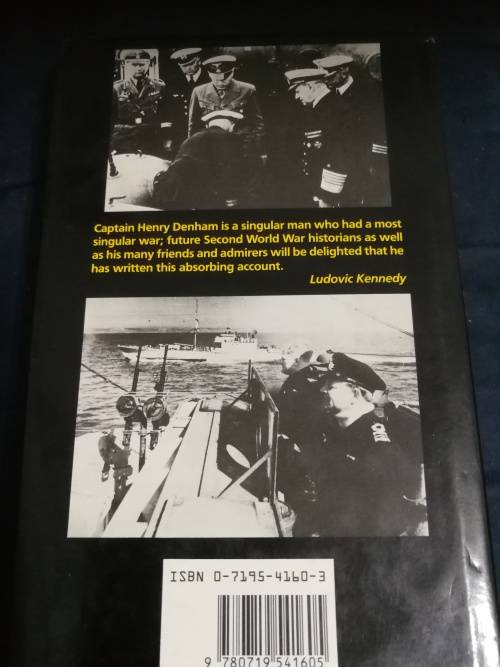 Captain Henry Denham is a singular man who had a most
singular war; future Second World War historians as well
as his many friends and admirers will be delighted that he
has written this absorbing account.
Ludovic Kennedy
ISBN 0-7195-4160-3
9 780719 541605